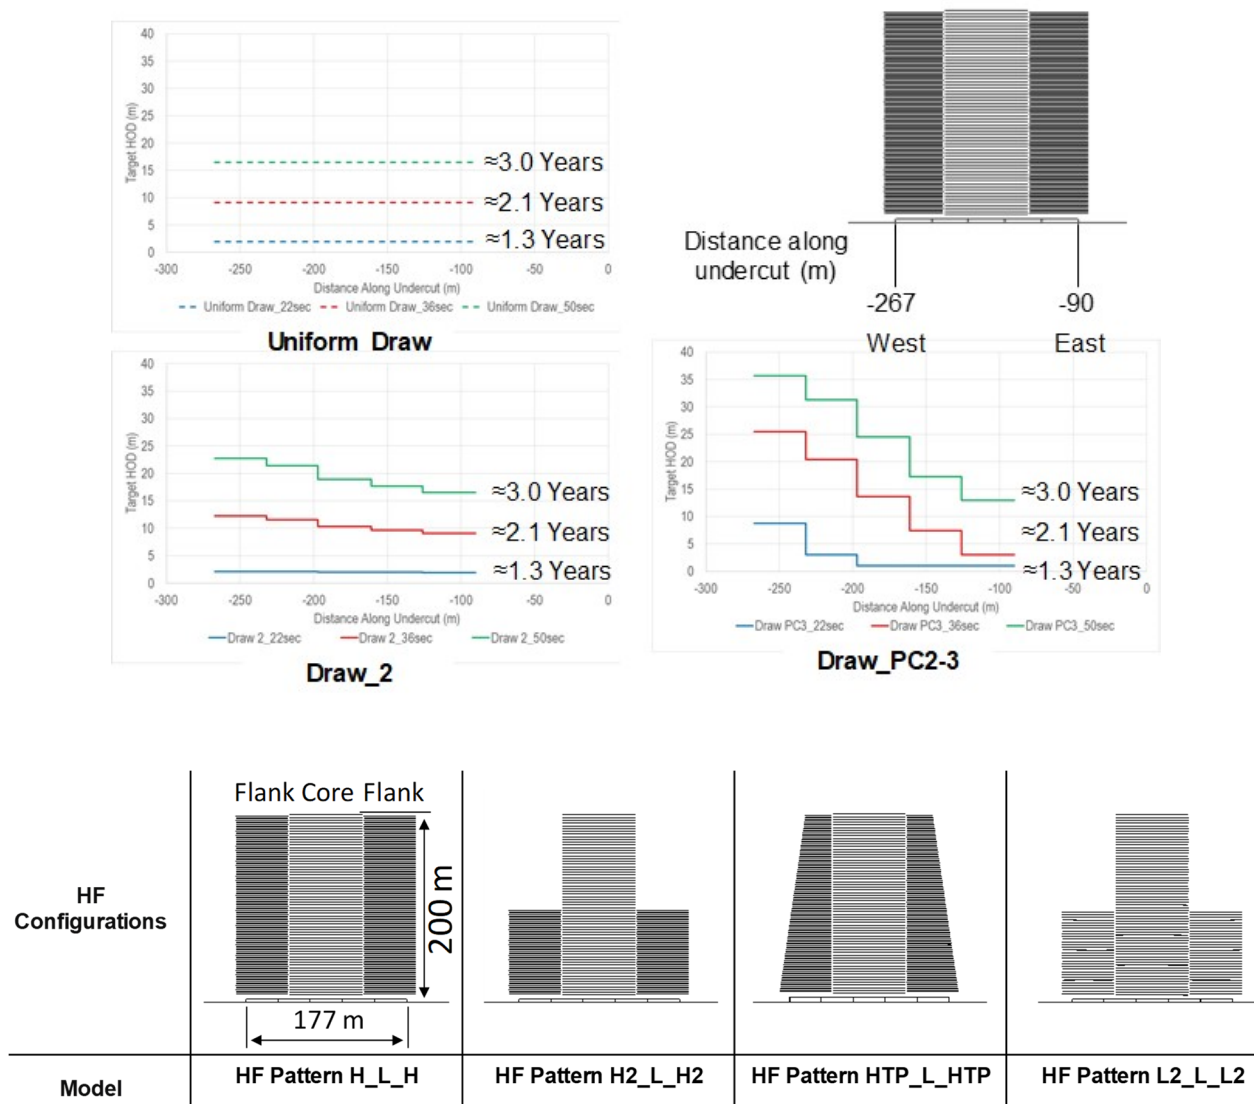 40
35
30
25
20
15
10
5
0
Target HOD (m)
≈3.0 Years
≈2.1 Years
≈1.3 Years
-300 -250 -200 -150 -100 -50 0
Distance Along Undercut (m)
Uniform Draw_22sec Uniform Draw_36sec Uniform Draw_50sec
Uniform Draw
Distance along
undercut (m)
-267 -90
West East
40
35
30
25
20
15
10
5
0
Target HOD (m)
≈3.0 Years
≈2.1 Years
≈1.3 Years
-300 -250 -200 -150 -100 -50 0
Distance Along Undercut (m)
Draw 2_22sec Draw 2_36sec Draw 2_50sec
Draw_2
40
35
30
25
20
15
10
5
0
Target HOD (m)
≈3.0 Years
≈2.1 Years
≈1.3 Years
-300 -250 -200 -150 -100 -50 0
Distance Along Undercut (m)
Draw PC3_22sec Draw PC3_36sec Draw PC3_50sec
Draw_PC2-3
HF
Configurations
Flank Core Flank
200 m
177 m
Model
HF Pattern H_L_H
HF Pattern H2_L_H2
HF Pattern HTP_L_HTP
HF Pattern L2_L_L2